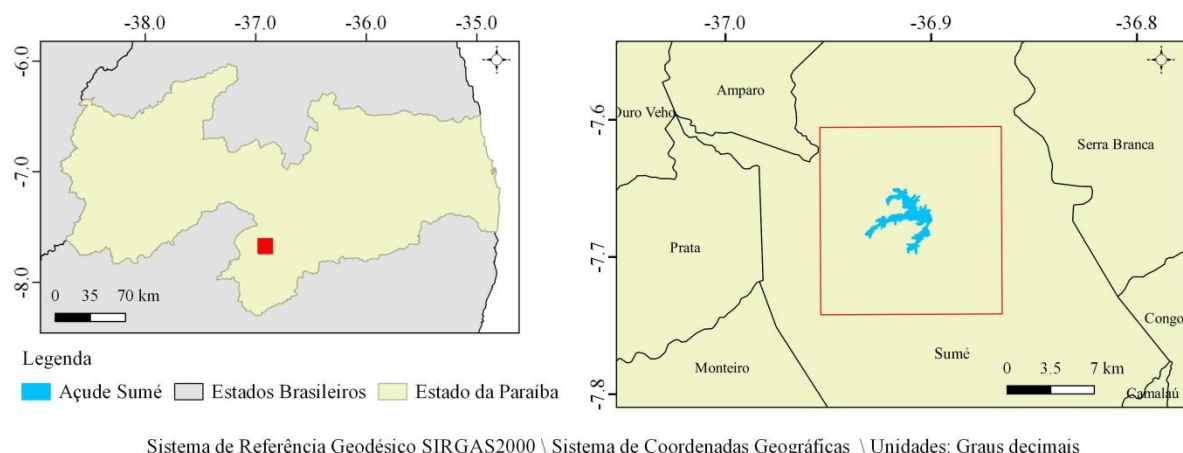 -38.0 -37.0 -36.0 -35.0
-6.0
-7.0
-8.0
0 35 70 km
Legenda
Açude Sumé Estados Brasileiros Estado da Paraíba
-37.0 -36.9 -36.8
-7.6
-7.7
-7.8
Amparo
Ouro Veho
Serra Branca
Prata
Congo
Monteiro
Sumé
0 3.5 7 km
Camalaú
Sistema de Referência Geodésico SIRGAS2000 \ Sistema de Coordenadas Geográficas \ Unidades: Graus decimais